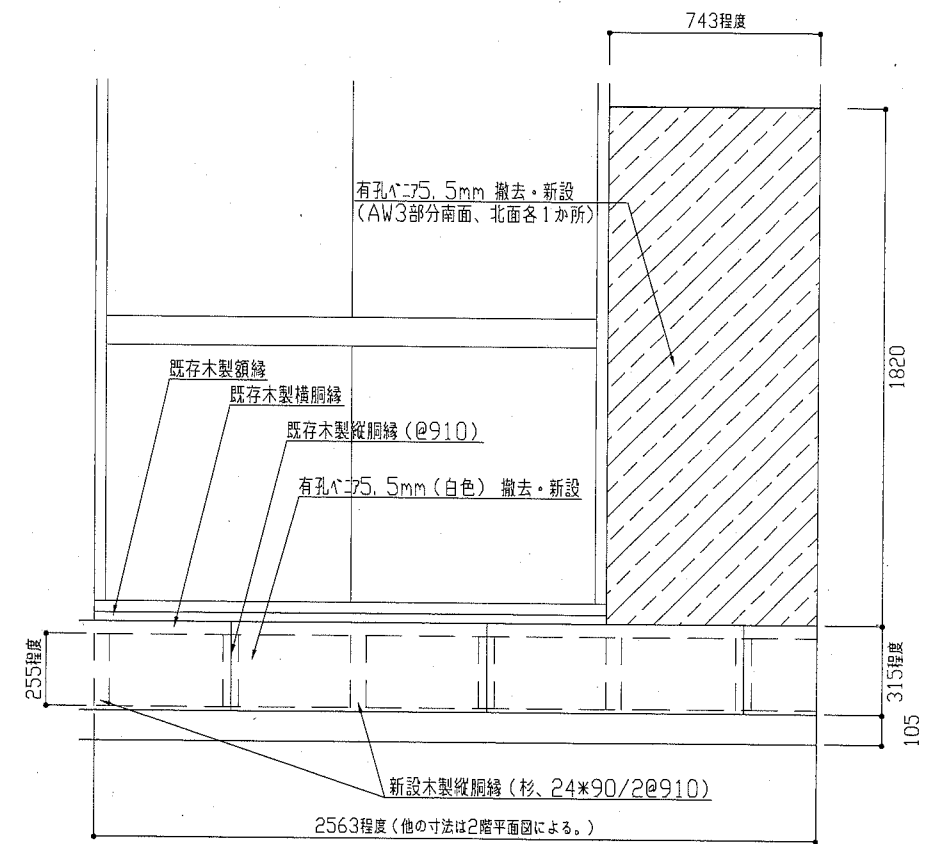 743程度
有孔ベニア5.5mm 撤去・新設
(AW3部分南面、北面各1か所)
1820
既存木製額縁
既存木製横胴縁
既存木製縦胴縁(@910)
有孔ベニア5.5mm(白色) 撤去・新設
255程度
315程度
105
新設木製縦胴縁(杉、24*90/2@910)
2563程度(他の寸法は2階平面図による。)